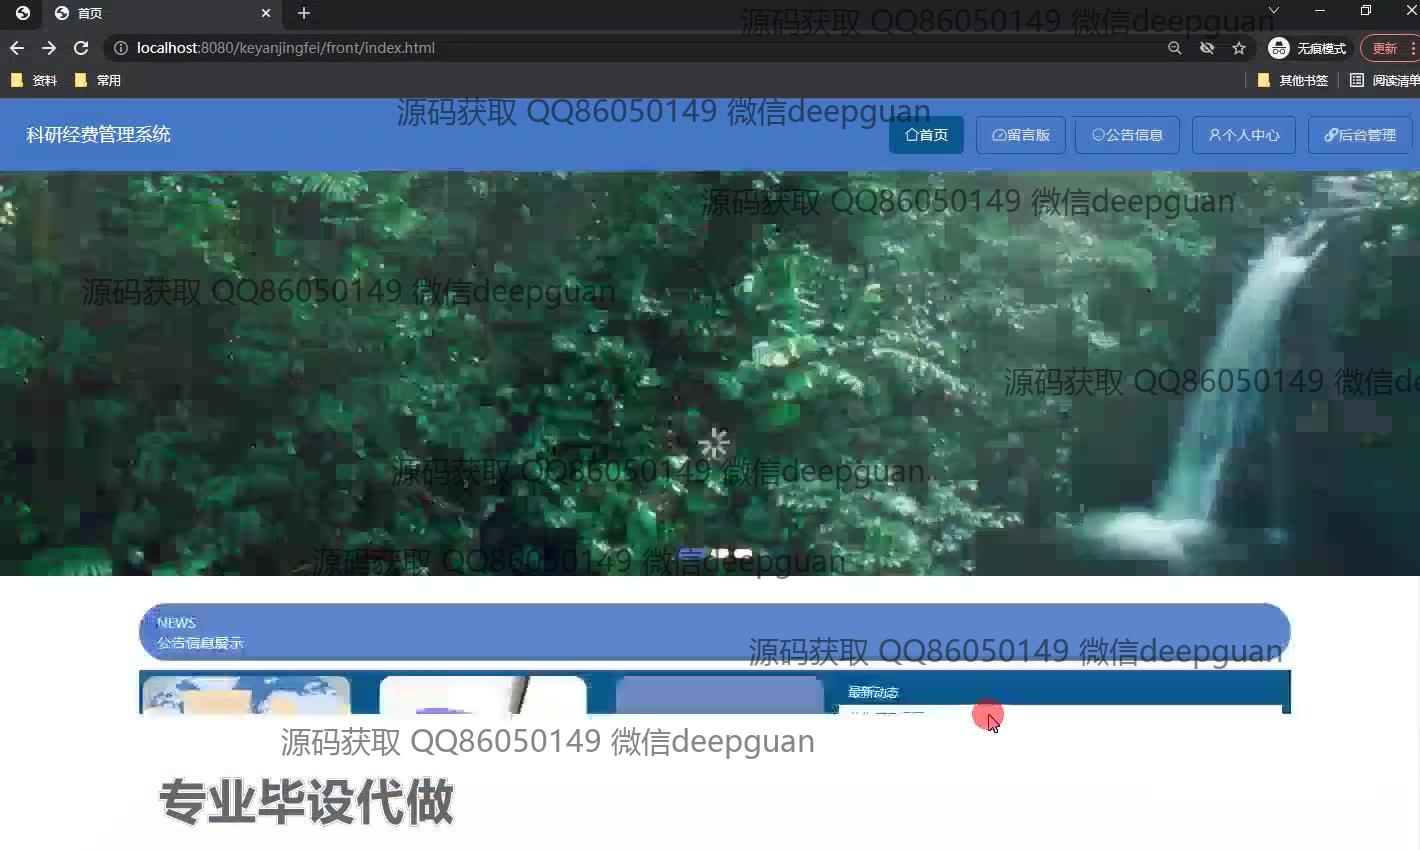 首页
源码获取 QQ86050149 微信deepguan
localhost:8080/keyanjingfei/front/index.html
无痕模式
更新
资料
常用
其他书签
阅读清单
源码获取 QQ86050149 微信deepguan
科研经费管理系统
首页
留言版
公告信息
个人中心
后台管理
源码获取 QQ86050149 微信deepguan
源码获取 QQ86050149 微信deepguan
源码获取 QQ86050149 微信de
源码获取 QQ86050149 微信deepguan
源码获取 QQ86050149 微信deepguan
NEWS
公告信息展示
源码获取 QQ86050149 微信deepguan
最新动态
源码获取 QQ86050149 微信deepguan
专业毕设代做